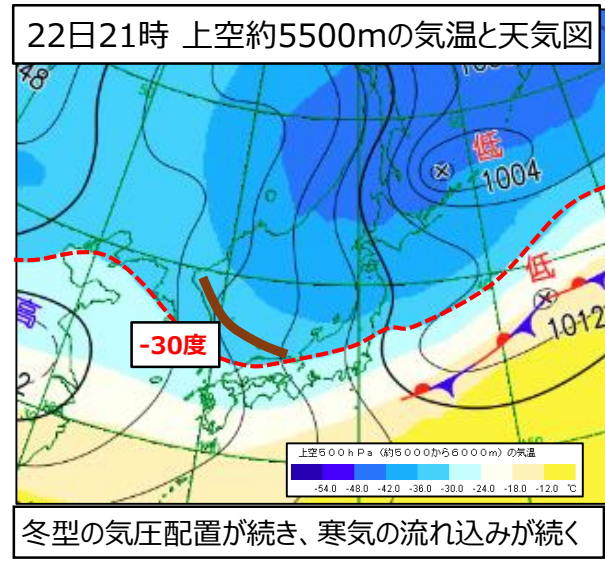 22日21時 上空約5500mの気温と天気図
48
低
1004
低
1012
高
2
-30度
上空500hPa（約5000から6000m）の気温
-54.0 -48.0 -42.0 -36.0 -30.0 -24.0 -18.0 -12.0 ℃
冬型の気圧配置が続き、寒気の流れ込みが続く